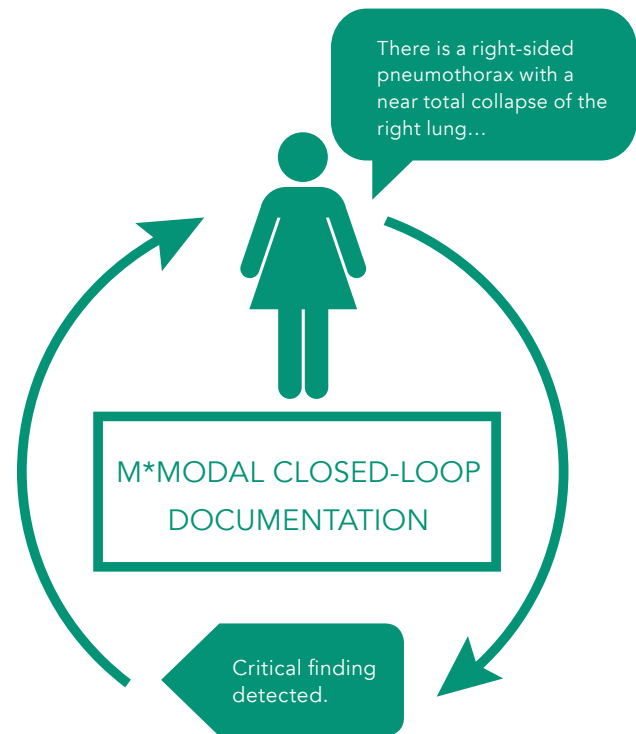 There is a right-sided
pneumothorax with a
near total collapse of the
right lung…
M*MODAL CLOSED-LOOP
DOCUMENTATION
Critical finding
detected.